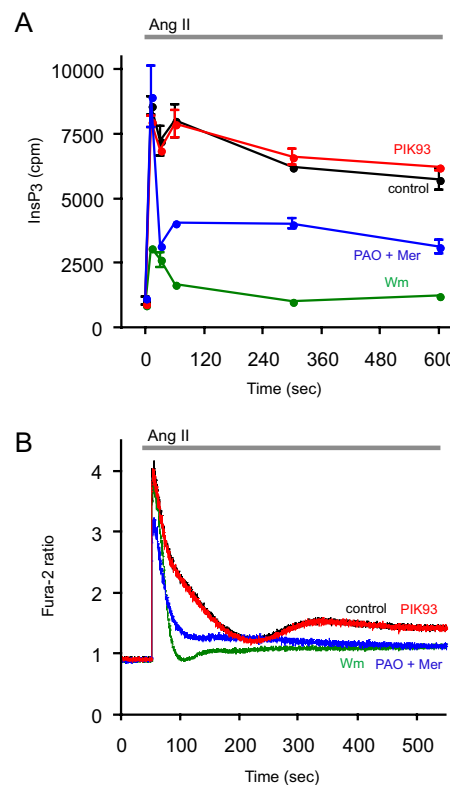 A
Ang II
InsP3 (cpm)
10000
7500
5000
2500
0
PIK93
control
PAO + Mer
Wm
0 120 240 360 480 600
Time (sec)
B
Ang II
Fura-2 ratio
4
3
2
1
0
control PIK93
Wm PAO + Mer
0 100 200 300 400 500
Time (sec)